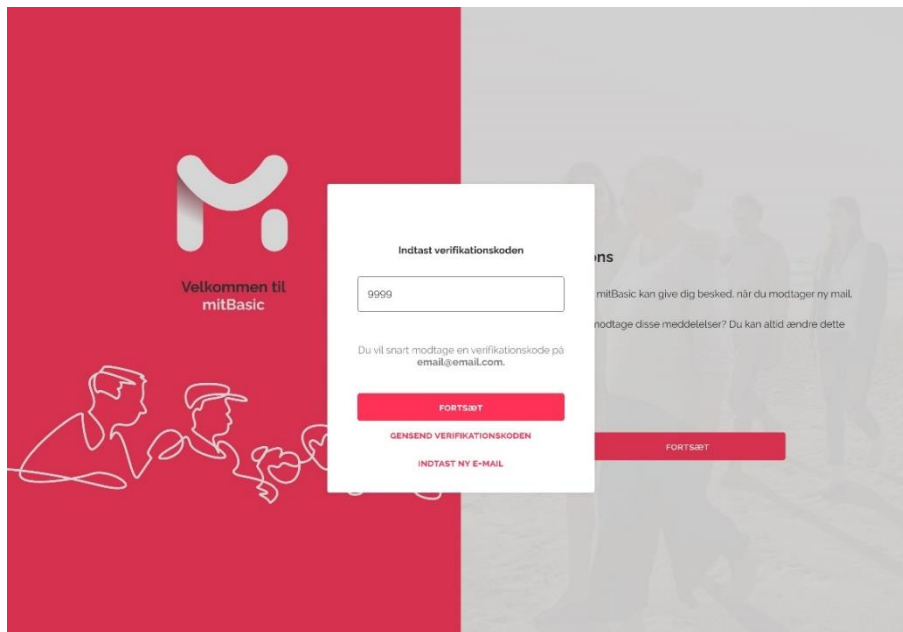 Velkommen til
mitBasic
Indtast verifikationskoden
9999
Du vil snart modtage en verifikationskode på
email@email.com.
FORTSÆT
GENSEND VERIFIKATIONSKODEN
INDTAST NY E-MAIL
ons
mitBasic kan give dig besked, når du modtager ny mail.
modtage disse meddelelser? Du kan altid ændre dette
FORTSÆT